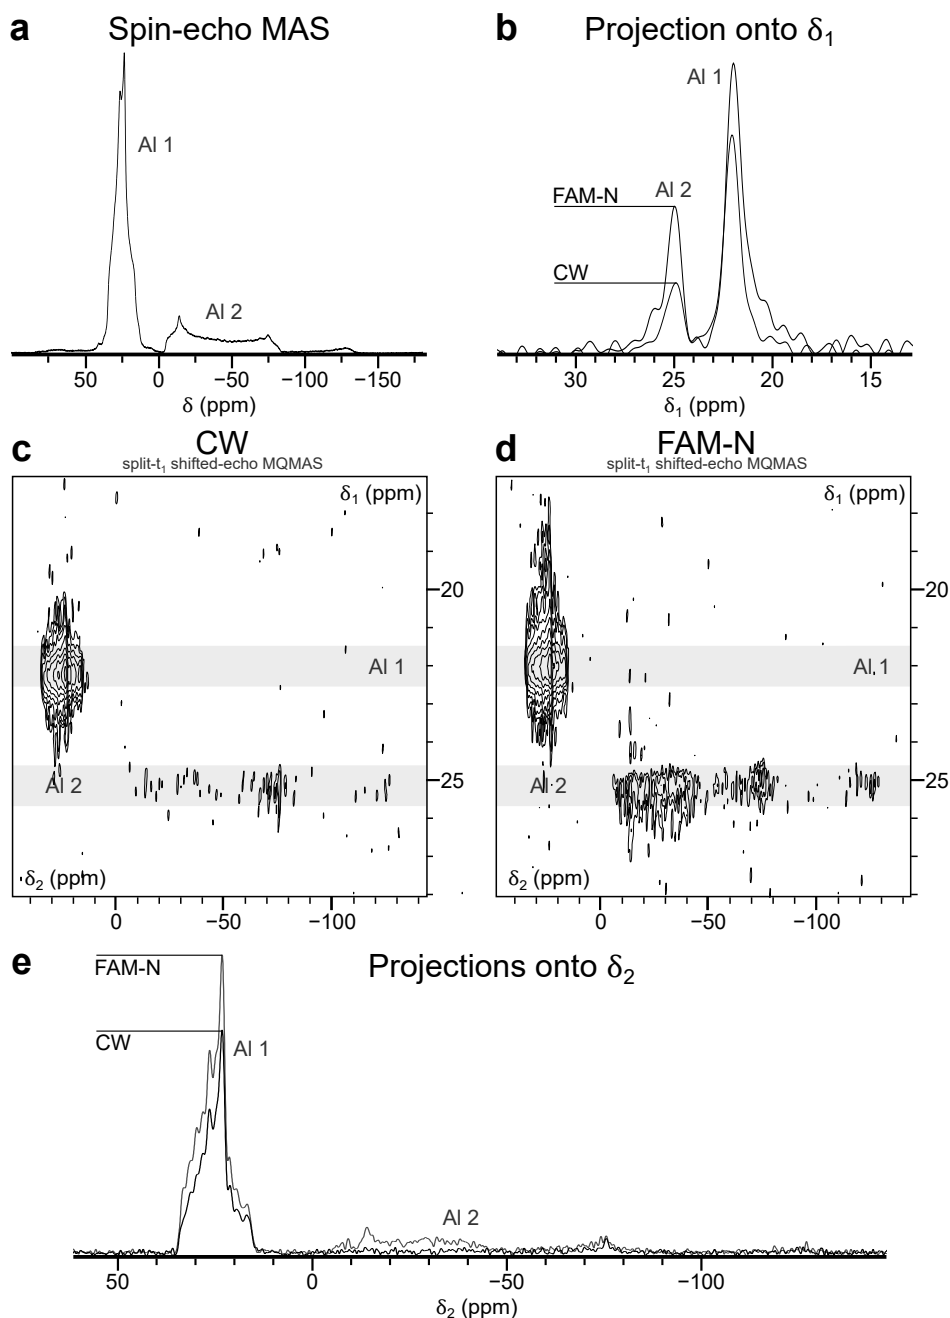 a Spin-echo MAS
Al 1
Al 2
50 0 −50 −100 −150
δ (ppm)
b Projection onto δ₁
Al 1
Al 2
FAM-N
CW
30 25 20 15
δ₁ (ppm)
c CW
split-t₁ shifted-echo MQMAS
δ₁ (ppm)
20
Al 1
Al 2
25
δ₂ (ppm)
0 −50 −100
d FAM-N
split-t₁ shifted-echo MQMAS
δ₁ (ppm)
20
Al 1
Al 2
25
δ₂ (ppm)
0 −50 −100
e Projections onto δ₂
FAM-N
CW
Al 1
Al 2
50 0 −50 −100
δ₂ (ppm)